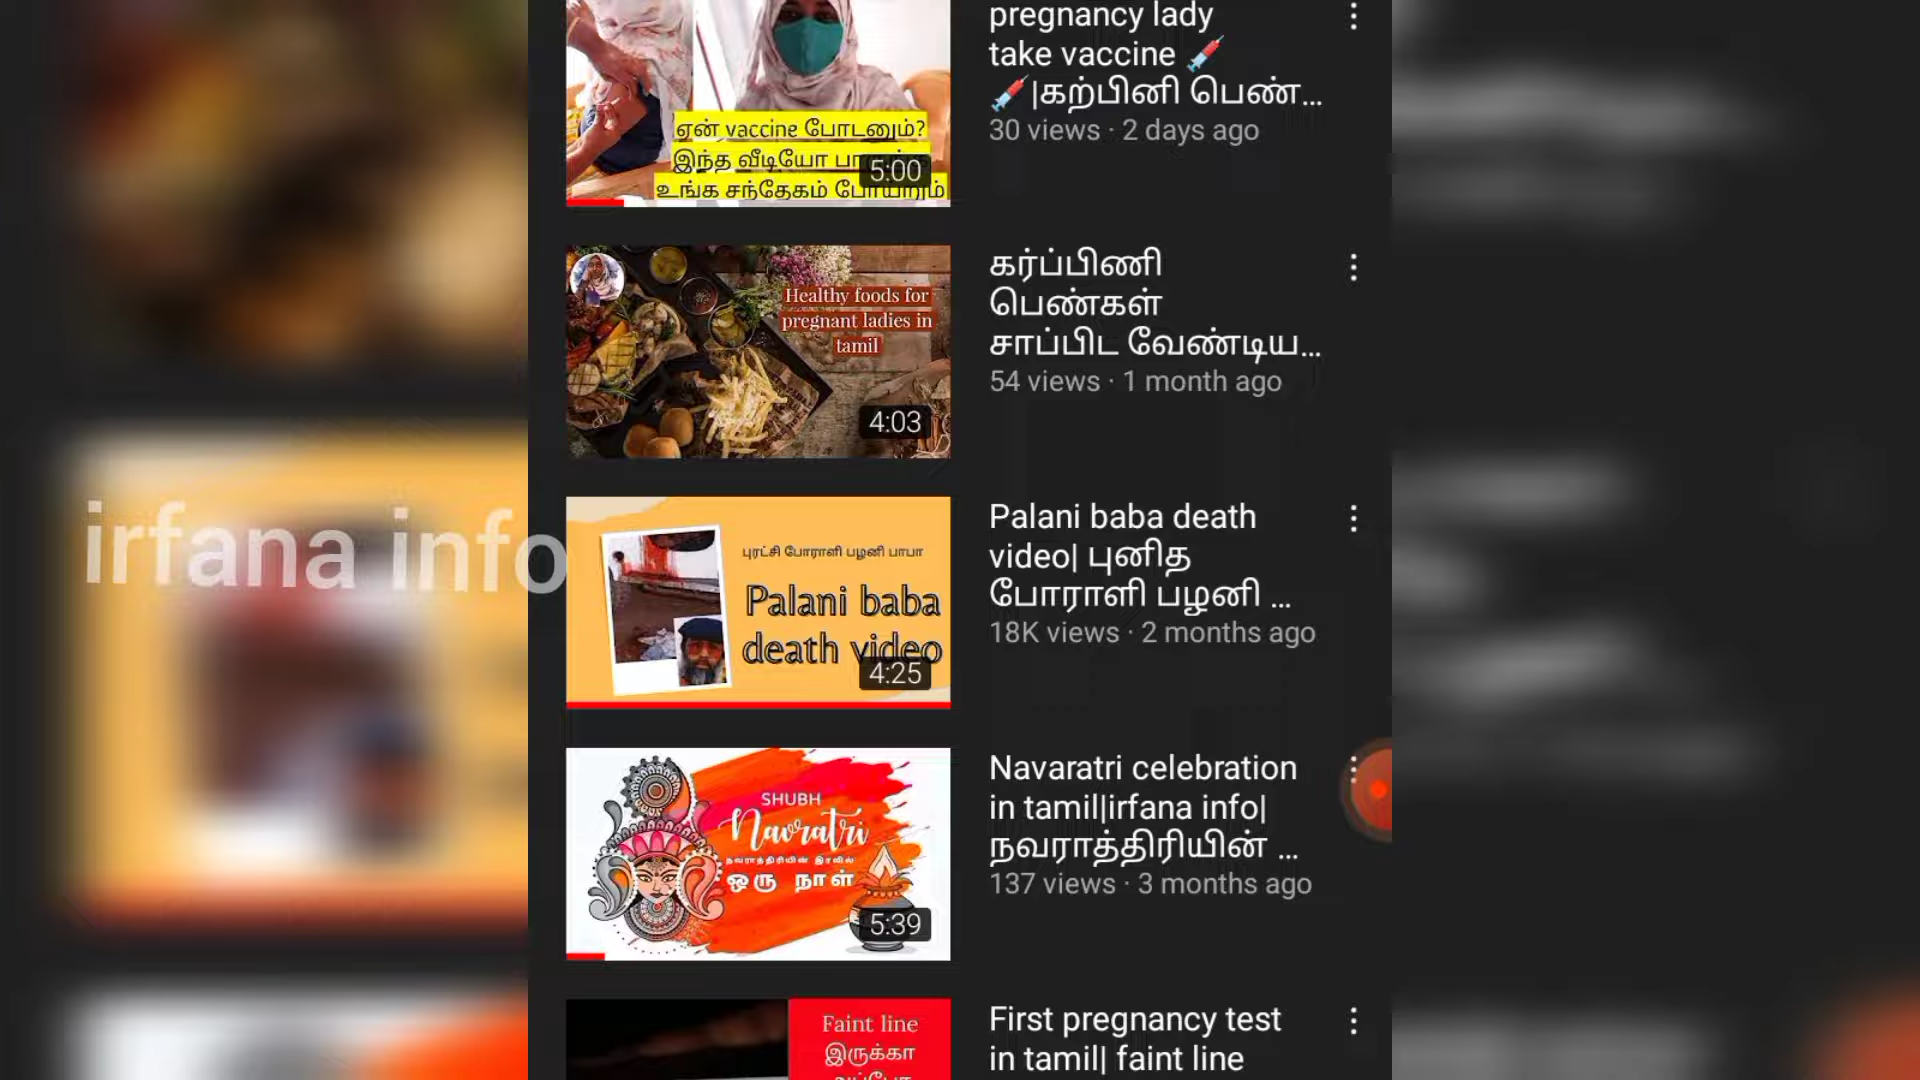 pregnancy lady
take vaccine 💉
💉|கற்பினி பெண்...
30 views · 2 days ago
ஏன் vaccine போடனும்?
இந்த வீடியோ
உங்க சந்தேகம் போயிறும்
5:00
கர்ப்பிணி
பெண்கள்
சாப்பிட வேண்டிய...
54 views · 1 month ago
Healthy foods for
pregnant ladies in
tamil
4:03
irfana info
Palani baba death
video| புனித
போராளி பழனி ...
18K views · 2 months ago
புரட்சி போராளி பழனி பாபா
Palani baba
death video
4:25
Navaratri celebration
in tamil|irfana info|
நவராத்திரியின் ...
137 views · 3 months ago
SHUBH
Navratri
நவராத்திரியின் இரவில்
ஒரு நாள்
5:39
First pregnancy test
in tamil| faint line
Faint line
இருக்கா